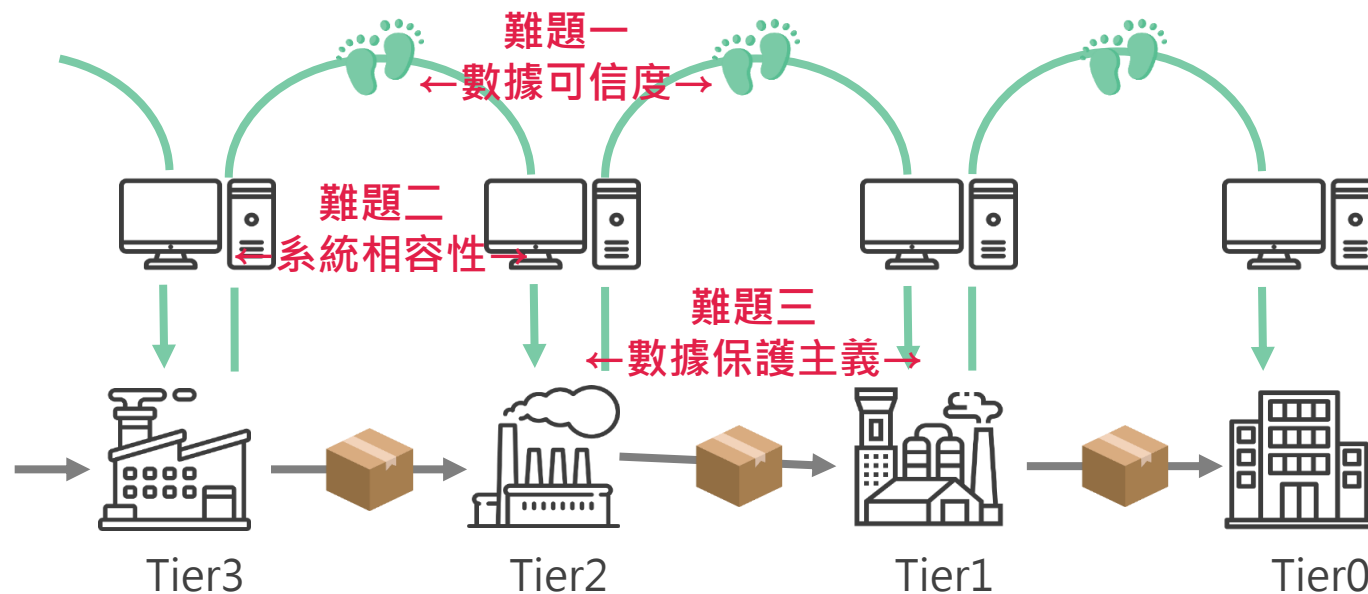 難題一
←數據可信度→
難題二
←系統相容性→
難題三
←數據保護主義→
Tier3
Tier2
Tier1
Tier0